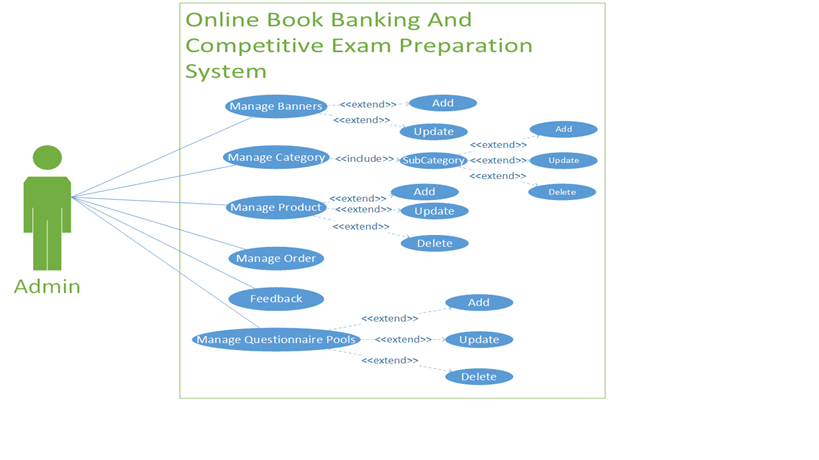 Online Book Banking And
Competitive Exam Preparation
System
Manage Banners
<<extend>>
Add
<<extend>>
Update
Manage Category
<<include>>
SubCategory
<<extend>>
Add
<<extend>>
Update
<<extend>>
Delete
Manage Product
<<extend>>
Add
<<extend>>
Update
<<extend>>
Delete
Manage Order
Feedback
Manage Questionnaire Pools
<<extend>>
Add
<<extend>>
Update
<<extend>>
Delete
Admin